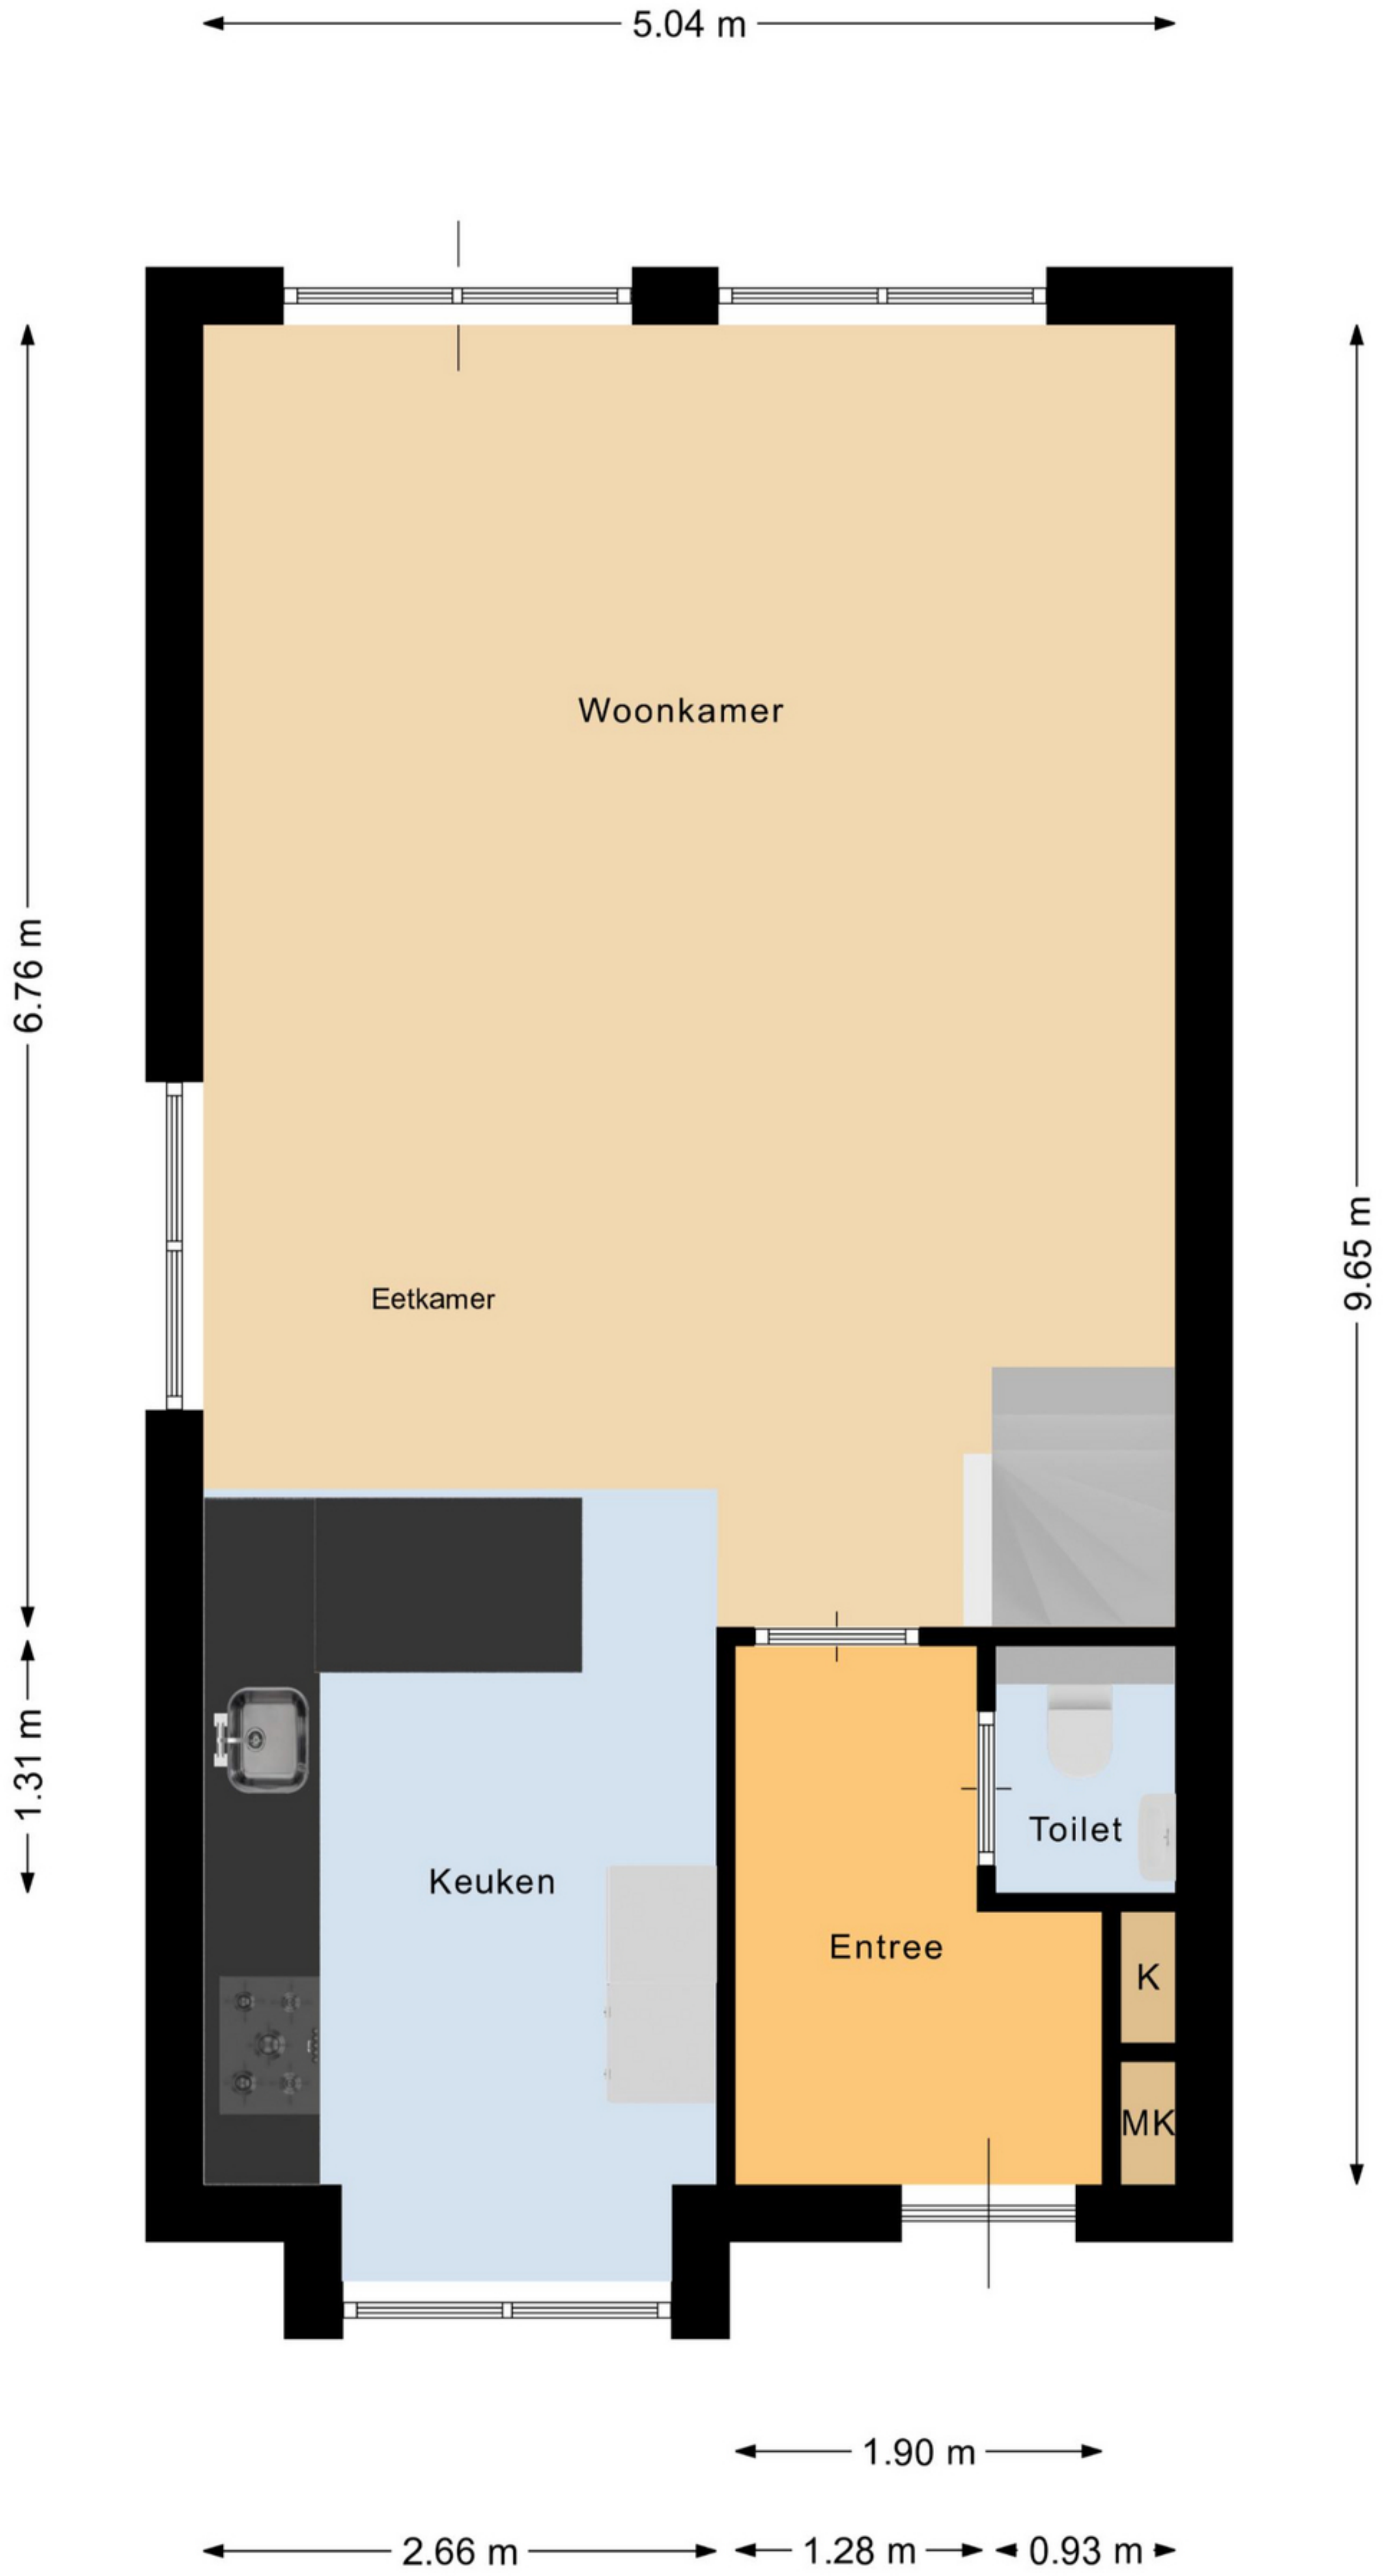 5.04 m
Woonkamer
6.76 m
9.65 m
Eetkamer
1.31 m
Toilet
Keuken
Entree
K
MK
1.90 m
2.66 m
1.28 m
0.93 m